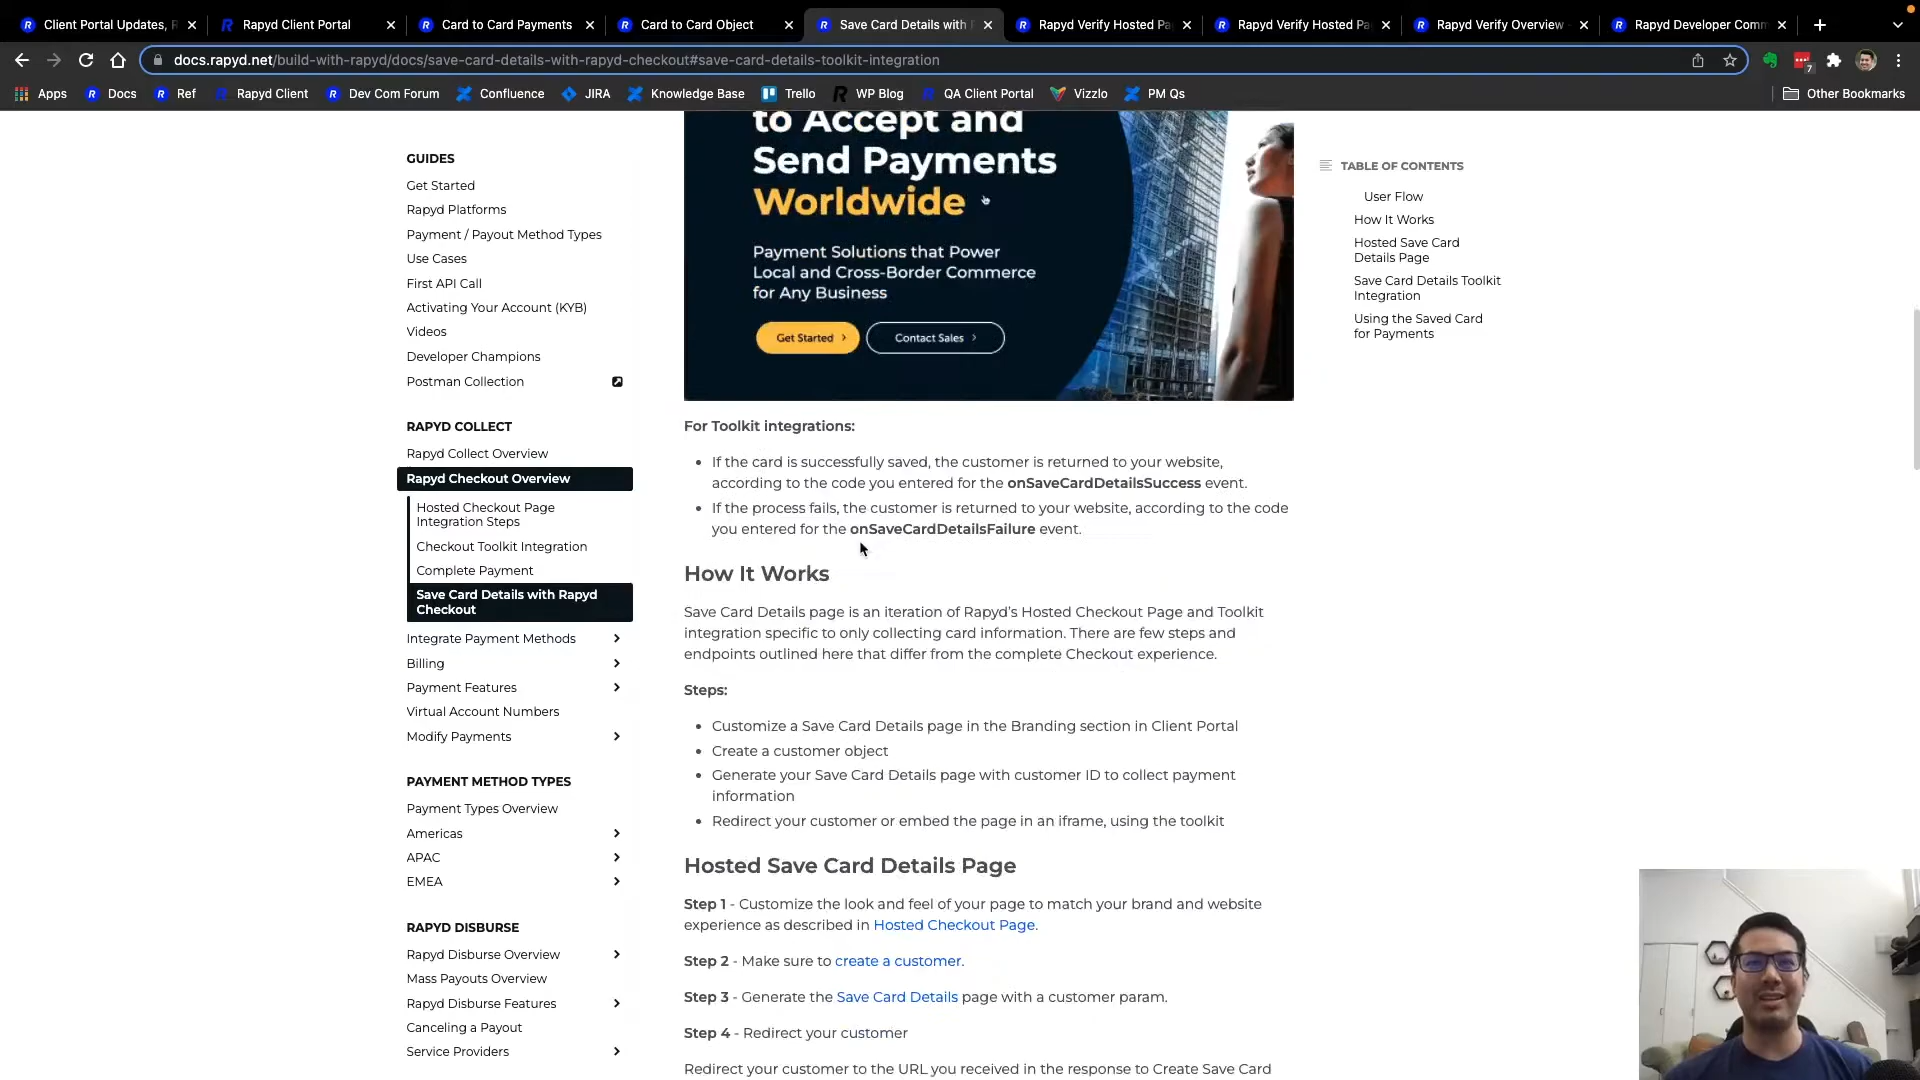 Client Portal Updates, R
Rapyd Client Portal
Card to Card Payments
Card to Card Object
Save Card Details with R
Rapyd Verify Hosted Pa
Rapyd Verify Hosted Pa
Rapyd Verify Overview
Rapyd Developer Comm
docs.rapyd.net/build-with-rapyd/docs/save-card-details-with-rapyd-checkout#save-card-details-toolkit-integration
7
Apps
Docs
Ref
Rapyd Client
Dev Com Forum
Confluence
JIRA
Knowledge Base
Trello
WP Blog
QA Client Portal
Vizzlo
PM Qs
Other Bookmarks
GUIDES
Get Started
Rapyd Platforms
Payment / Payout Method Types
Use Cases
First API Call
Activating Your Account (KYB)
Videos
Developer Champions
Postman Collection
RAPYD COLLECT
Rapyd Collect Overview
Rapyd Checkout Overview
Hosted Checkout Page
Integration Steps
Checkout Toolkit Integration
Complete Payment
Save Card Details with Rapyd
Checkout
Integrate Payment Methods
Billing
Payment Features
Virtual Account Numbers
Modify Payments
PAYMENT METHOD TYPES
Payment Types Overview
Americas
APAC
EMEA
RAPYD DISBURSE
Rapyd Disburse Overview
Mass Payouts Overview
Rapyd Disburse Features
Canceling a Payout
Service Providers
to Accept and
Send Payments
Worldwide
Payment Solutions that Power
Local and Cross-Border Commerce
for Any Business
Get Started
Contact Sales
For Toolkit integrations:
• If the card is successfully saved, the customer is returned to your website,
according to the code you entered for the onSaveCardDetailsSuccess event.
• If the process fails, the customer is returned to your website, according to the code
you entered for the onSaveCardDetailsFailure event.
How It Works
Save Card Details page is an iteration of Rapyd's Hosted Checkout Page and Toolkit
integration specific to only collecting card information. There are few steps and
endpoints outlined here that differ from the complete Checkout experience.
Steps:
• Customize a Save Card Details page in the Branding section in Client Portal
• Create a customer object
• Generate your Save Card Details page with customer ID to collect payment
information
• Redirect your customer or embed the page in an iframe, using the toolkit
Hosted Save Card Details Page
Step 1 - Customize the look and feel of your page to match your brand and website
experience as described in Hosted Checkout Page.
Step 2 - Make sure to create a customer.
Step 3 - Generate the Save Card Details page with a customer param.
Step 4 - Redirect your customer
Redirect your customer to the URL you received in the response to Create Save Card
TABLE OF CONTENTS
User Flow
How It Works
Hosted Save Card
Details Page
Save Card Details Toolkit
Integration
Using the Saved Card
for Payments